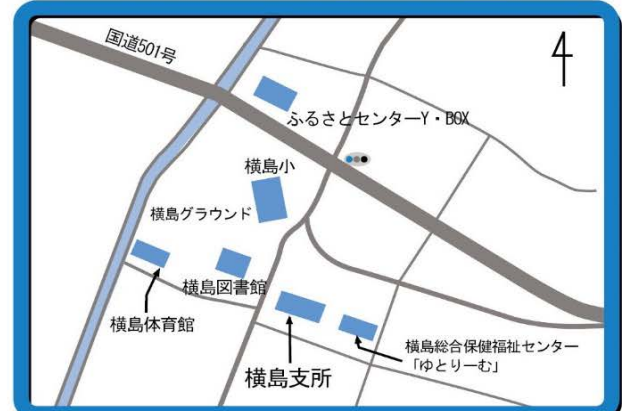 国道501号
ふるさとセンターY・BOX
横島小
横島グラウンド
横島図書館
横島体育館
横島支所
横島総合保健福祉センター
「ゆとりーむ」